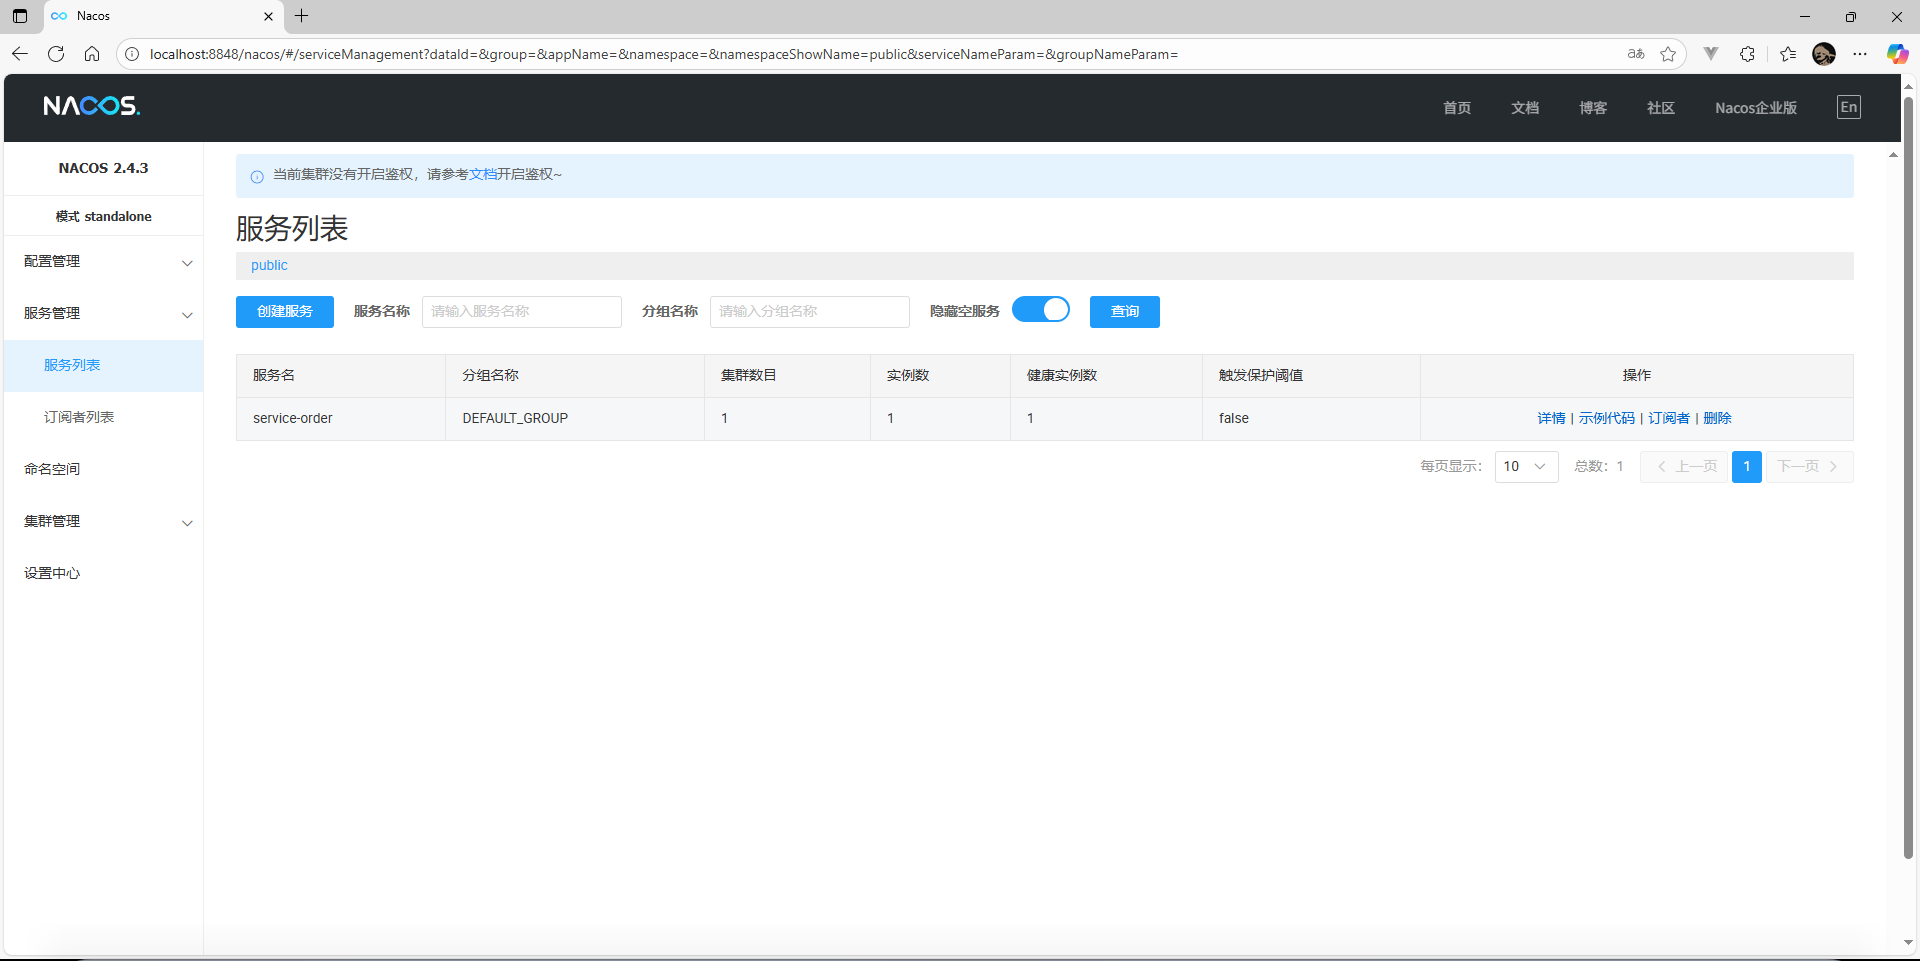 Nacos
localhost:8848/nacos/#/serviceManagement?dataId=&group=&appName=&namespace=&namespaceShowName=public&serviceNameParam=&groupNameParam=
NACOS.
首页 文档 博客 社区 Nacos企业版 En
NACOS 2.4.3
模式 standalone
配置管理
服务管理
服务列表
订阅者列表
命名空间
集群管理
设置中心
当前集群没有开启鉴权，请参考文档开启鉴权~
服务列表
public
创建服务 服务名称 请输入服务名称 分组名称 请输入分组名称 隐藏空服务 查询
服务名 分组名称 集群数目 实例数 健康实例数 触发保护阈值 操作
service-order DEFAULT_GROUP 1 1 1 false 详情 | 示例代码 | 订阅者 | 删除
每页显示： 10 总数：1 上一页 1 下一页